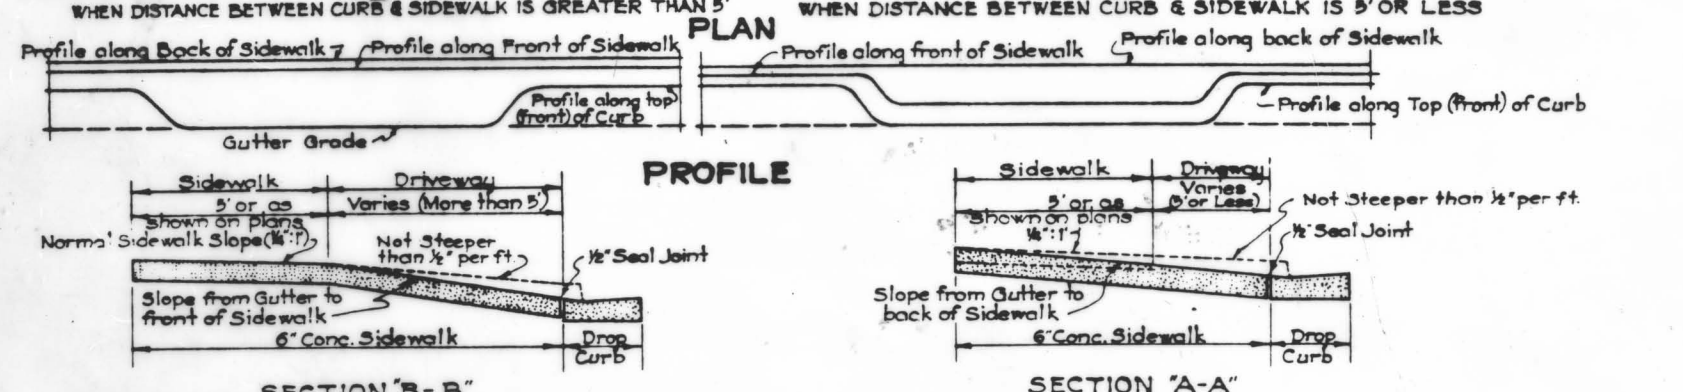 WHEN DISTANCE BETWEEN CURB & SIDEWALK IS GREATER THAN 5'
WHEN DISTANCE BETWEEN CURB & SIDEWALK IS 5' OR LESS
PLAN
Profile along Back of Sidewalk
Profile along Front of Sidewalk
Profile along front of Sidewalk
Profile along back of Sidewalk
Profile along top
(front) of Curb
Profile along Top (Front) of Curb
Gutter Grade
PROFILE
Sidewalk
Driveway
5' or as
shown on plans
Varies (More than 5')
Normal Sidewalk Slope (¼":1')
Not Steeper
than ½" per ft.
½" Seal Joint
Slope from Gutter to
front of Sidewalk
6" Conc. Sidewalk
Drop
Curb
SECTION "B-B"
Sidewalk
Driveway
Varies
(5' or Less)
5' or as
shown on plans
¼":1'
Not Steeper than ½" per ft.
½" Seal Joint
Slope from Gutter to
back of Sidewalk
6" Conc. Sidewalk
Drop
Curb
SECTION "A-A"